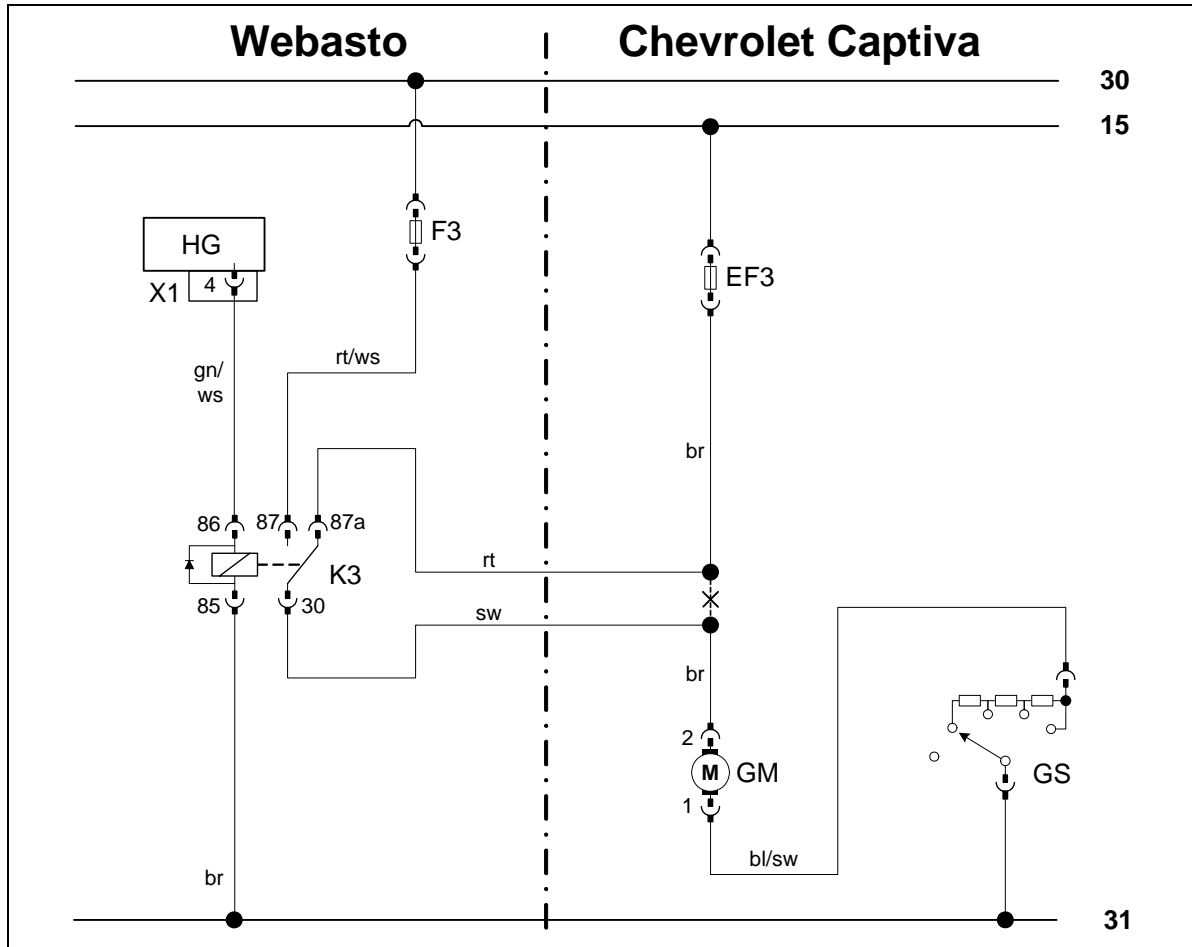 Webasto
Chevrolet Captiva
30
15
F3
HG
EF3
4
X1
rt/ws
gn/
ws
br
86
87
87a
rt
K3
85
30
sw
br
2
M
GM
GS
1
bl/sw
br
31